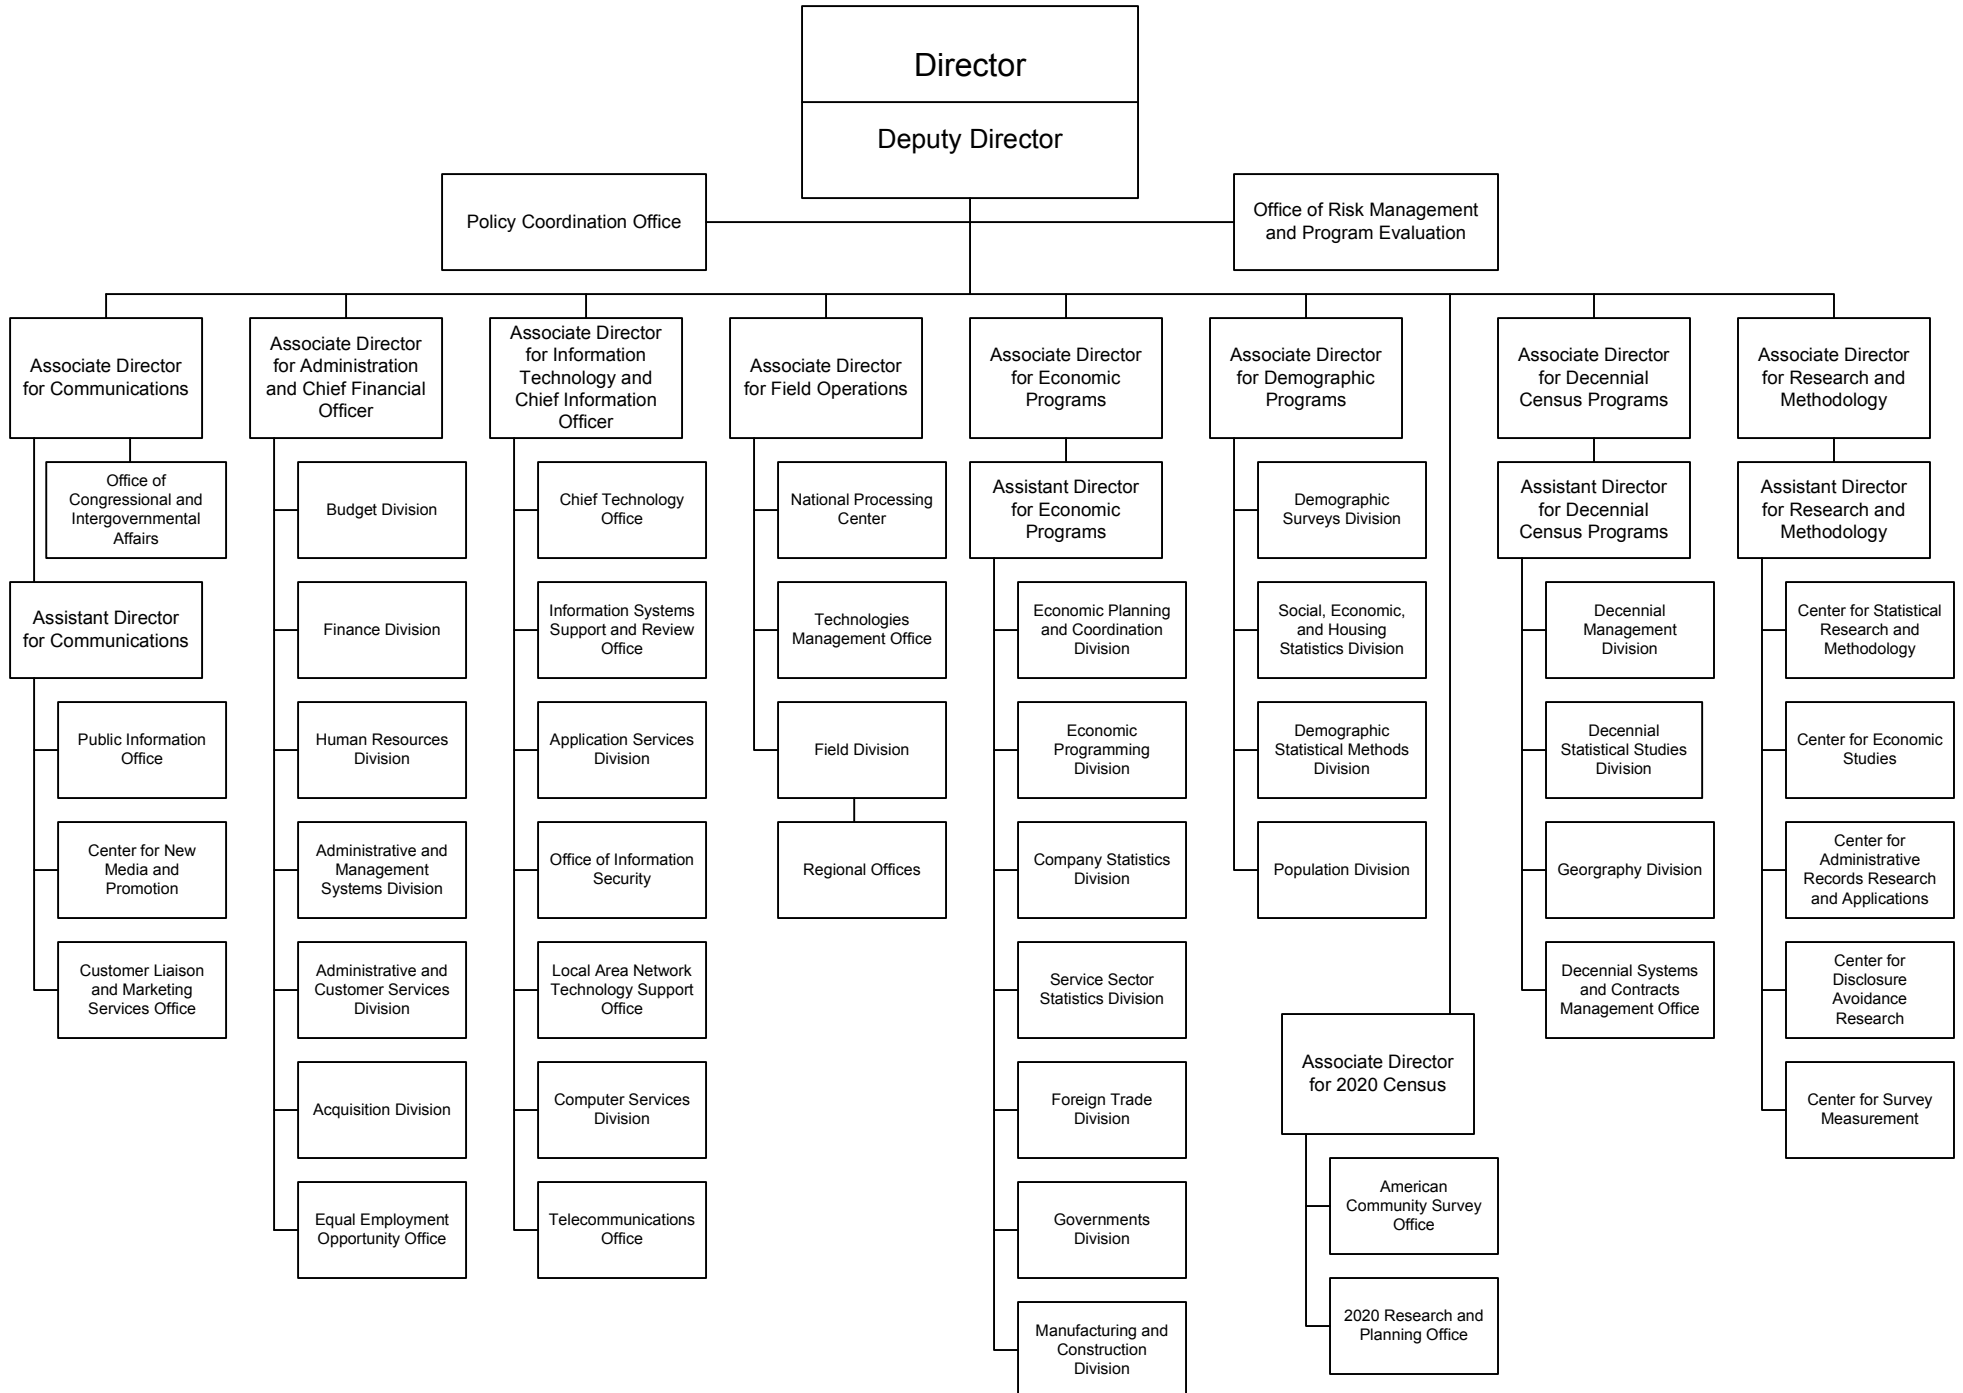 Director
Deputy Director
Policy Coordination Office
Office of Risk Management
and Program Evaluation
Associate Director
for Communications
Office of
Congressional and
Intergovernmental
Affairs
Assistant Director
for Communications
Public Information
Office
Center for New
Media and
Promotion
Customer Liaison
and Marketing
Services Office
Associate Director
for Administration
and Chief Financial
Officer
Budget Division
Finance Division
Human Resources
Division
Administrative and
Management
Systems Division
Administrative and
Customer Services
Division
Acquisition Division
Equal Employment
Opportunity Office
Associate Director
for Information
Technology and
Chief Information
Officer
Chief Technology
Office
Information Systems
Support and Review
Office
Application Services
Division
Office of Information
Security
Local Area Network
Technology Support
Office
Computer Services
Division
Telecommunications
Office
Associate Director
for Field Operations
National Processing
Center
Technologies
Management Office
Field Division
Regional Offices
Associate Director
for Economic
Programs
Assistant Director
for Economic
Programs
Economic Planning
and Coordination
Division
Economic
Programming
Division
Company Statistics
Division
Service Sector
Statistics Division
Foreign Trade
Division
Governments
Division
Manufacturing and
Construction
Division
Associate Director
for Demographic
Programs
Demographic
Surveys Division
Social, Economic,
and Housing
Statistics Division
Demographic
Statistical Methods
Division
Population Division
Associate Director
for 2020 Census
American
Community Survey
Office
2020 Research and
Planning Office
Associate Director
for Decennial
Census Programs
Assistant Director
for Decennial
Census Programs
Decennial
Management
Division
Decennial
Statistical Studies
Division
Georgraphy Division
Decennial Systems
and Contracts
Management Office
Associate Director
for Research and
Methodology
Assistant Director
for Research and
Methodology
Center for Statistical
Research and
Methodology
Center for Economic
Studies
Center for
Administrative
Records Research
and Applications
Center for
Disclosure
Avoidance
Research
Center for Survey
Measurement